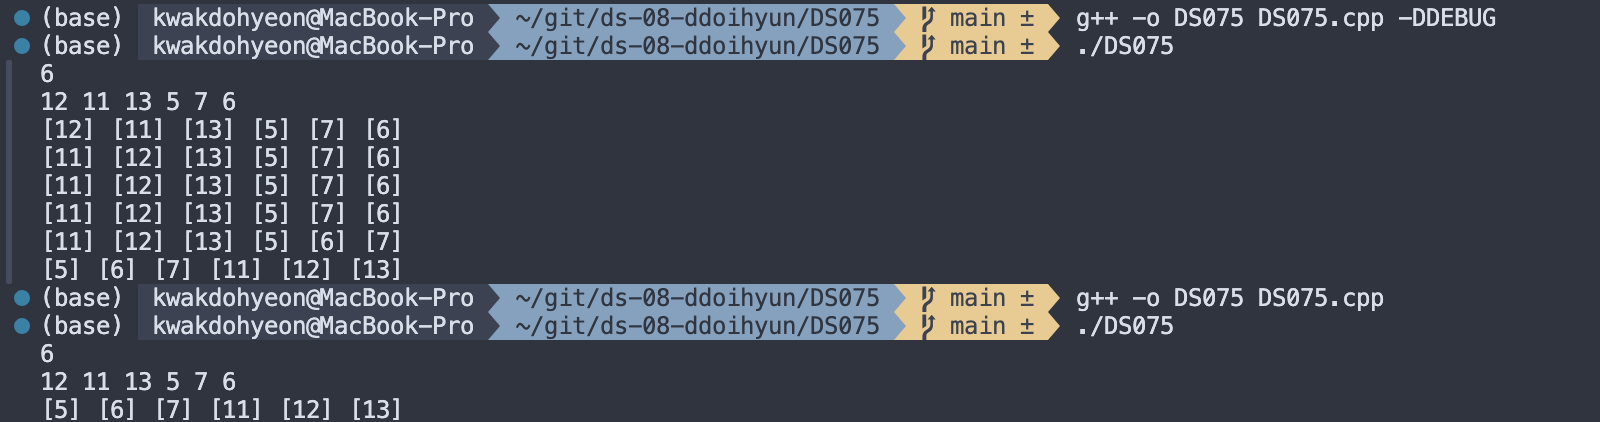 (base) kwakdohyeon@MacBook-Pro ~/git/ds-08-ddoihyun/DS075 main ± g++ -o DS075 DS075.cpp -DDEBUG
(base) kwakdohyeon@MacBook-Pro ~/git/ds-08-ddoihyun/DS075 main ± ./DS075
6
12 11 13 5 7 6
[12] [11] [13] [5] [7] [6]
[11] [12] [13] [5] [7] [6]
[11] [12] [13] [5] [7] [6]
[11] [12] [13] [5] [7] [6]
[11] [12] [13] [5] [6] [7]
[5] [6] [7] [11] [12] [13]
(base) kwakdohyeon@MacBook-Pro ~/git/ds-08-ddoihyun/DS075 main ± g++ -o DS075 DS075.cpp
(base) kwakdohyeon@MacBook-Pro ~/git/ds-08-ddoihyun/DS075 main ± ./DS075
6
12 11 13 5 7 6
[5] [6] [7] [11] [12] [13]